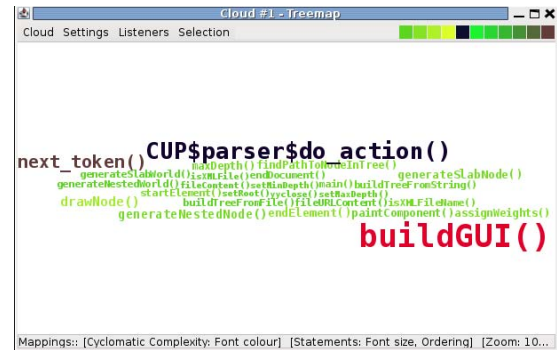 Cloud #1 - Treemap
Cloud Settings Listeners Selection
CUP$parser$do_action()
next_token() maxDepth() findPathToNodeInTree()
generateSlabWorld() isXMLFile() endDocument() generateSlabNode()
generateNestedWorld() fileContent() setMinDepth() main() buildTreeFromString()
startElement() setRoot() yyclose() setMaxDepth()
drawNode() buildTreeFromFile() fileURLContent() isXMLFileName()
generateNestedNode() endElement() paintComponent() assignWeights()
buildGUI()
Mappings:: [Cyclomatic Complexity: Font colour] [Statements: Font size, Ordering] [Zoom: 10...